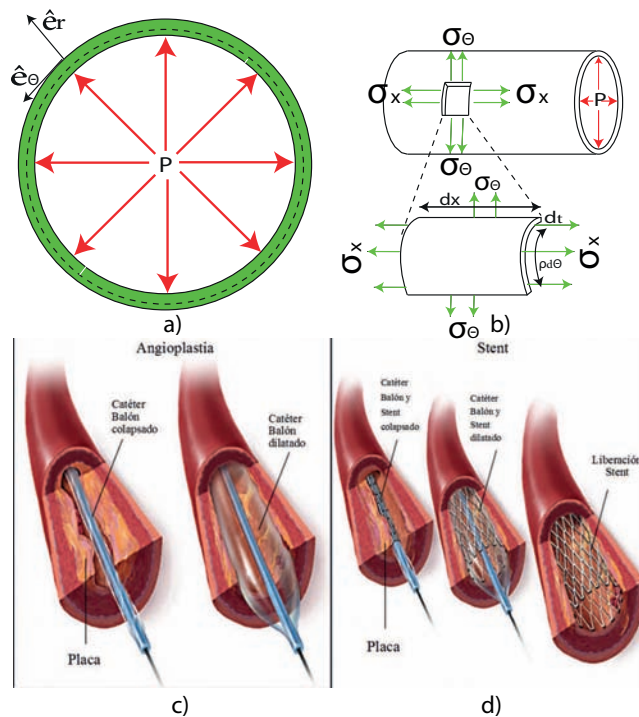 êr
êΘ
P
a)
σΘ
σx
σx
P
σΘ
dx
σΘ
dt
σx
ρdΘ
σx
σΘ
b)
Angioplastia
Catéter
Balón
colapsado
Catéter
Balón
dilatado
Placa
c)
Stent
Catéter
Balón y
Stent
colapsado
Catéter
Balón y
Stent
dilatado
Liberación
Stent
Placa
d)